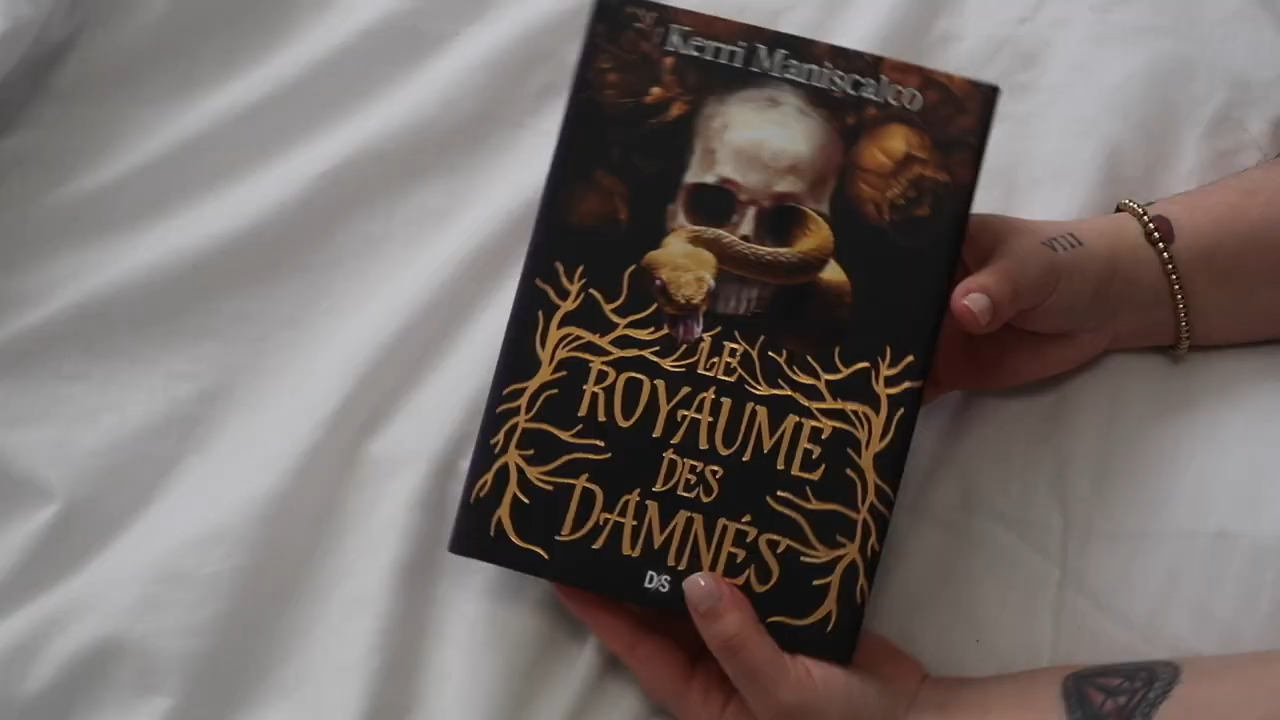 Kerri Maniscalco
LE
ROYAUME
DES
DAMNÉS
D/S
VIII